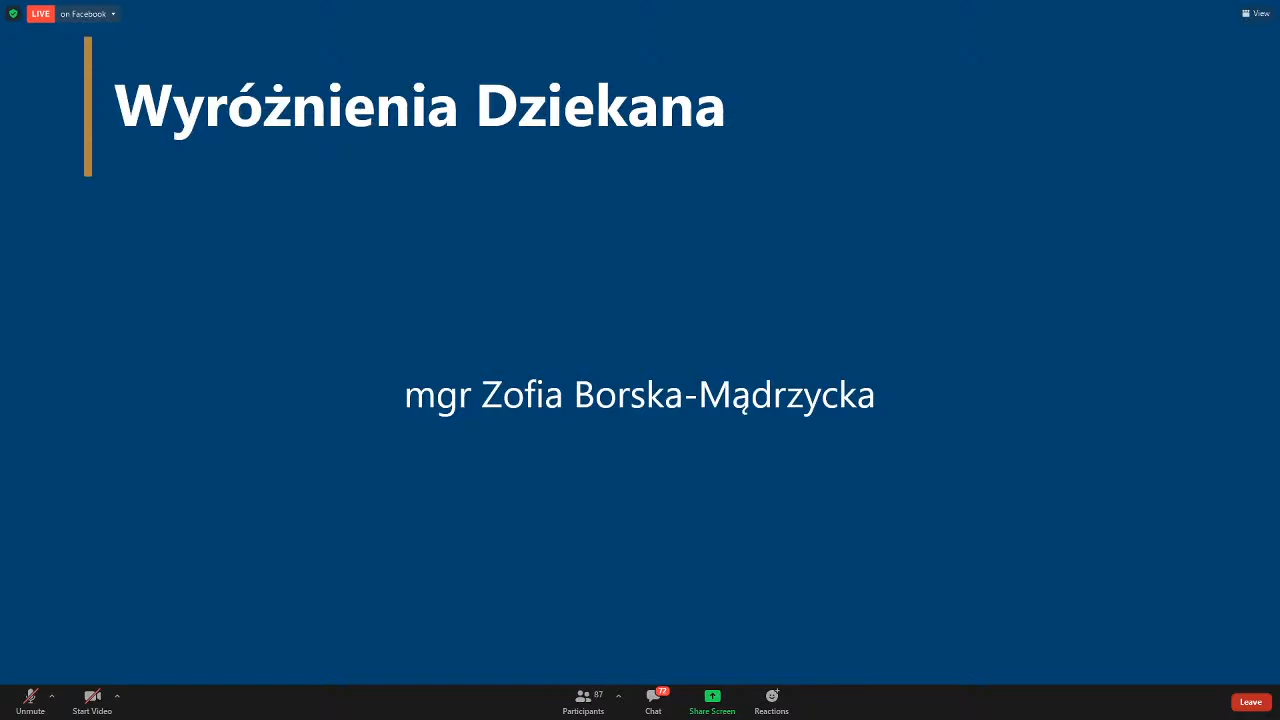 LIVE on Facebook
View
Wyróżnienia Dziekana
mgr Zofia Borska-Mądrzycka
87
72
Unmute
Start Video
Participants
Chat
Share Screen
Reactions
Leave